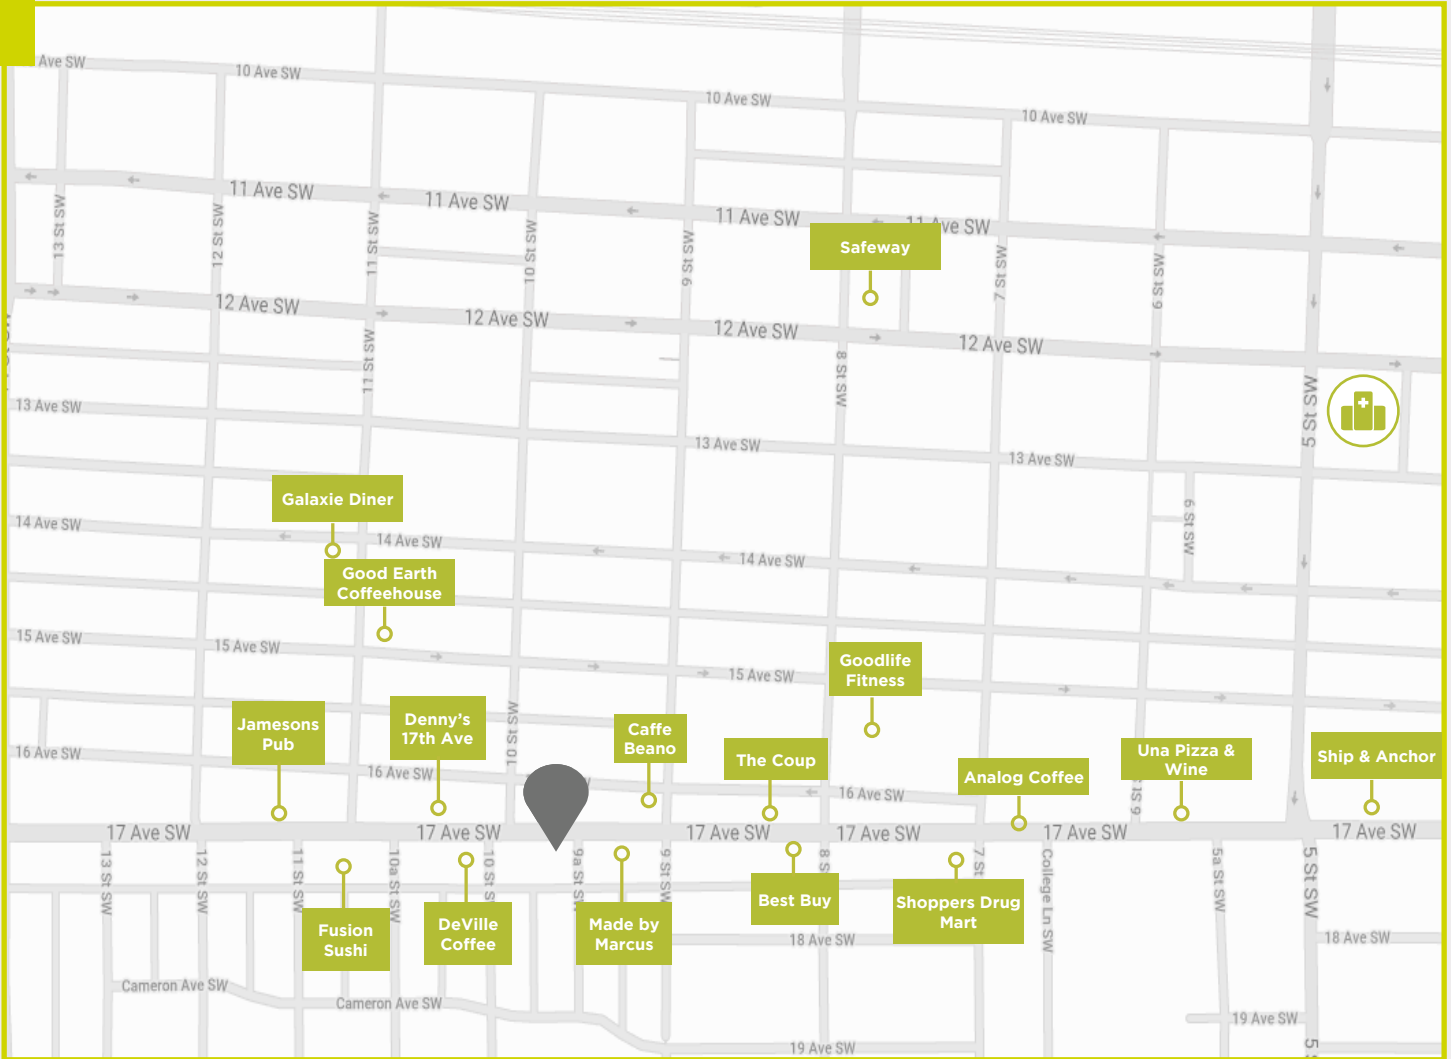 Ave SW
10 Ave SW
10 Ave SW
10 Ave SW
11 Ave SW
11 Ave SW
11 Ave SW
11 Ave SW
13 St SW
12 St SW
11 St SW
10 St SW
9 St SW
7 St SW
6 St SW
Safeway
12 Ave SW
12 Ave SW
12 Ave SW
12 Ave SW
11 St SW
8 St SW
5 St SW
13 Ave SW
13 Ave SW
13 Ave SW
Galaxie Diner
14 Ave SW
14 Ave SW
14 Ave SW
6 St SW
Good Earth
Coffeehouse
15 Ave SW
15 Ave SW
15 Ave SW
Goodlife
Fitness
Jamesons
Pub
Denny's
17th Ave
10 St SW
Caffe
Beano
The Coup
Analog Coffee
Una Pizza &
Wine
Ship & Anchor
16 Ave SW
16 Ave SW
16 Ave SW
6 St SW
17 Ave SW
17 Ave SW
17 Ave SW
17 Ave SW
17 Ave SW
17 Ave SW
13 St SW
12 St SW
11 St SW
10a St SW
10 St S
9a St SW
9 St SW
8 S
7 St
College Ln SW
5a St SW
5 St SW
Fusion
Sushi
DeVille
Coffee
Made by
Marcus
Best Buy
Shoppers Drug
Mart
18 Ave SW
18 Ave SW
Cameron Ave SW
Cameron Ave SW
19 Ave SW
19 Ave SW
5 S